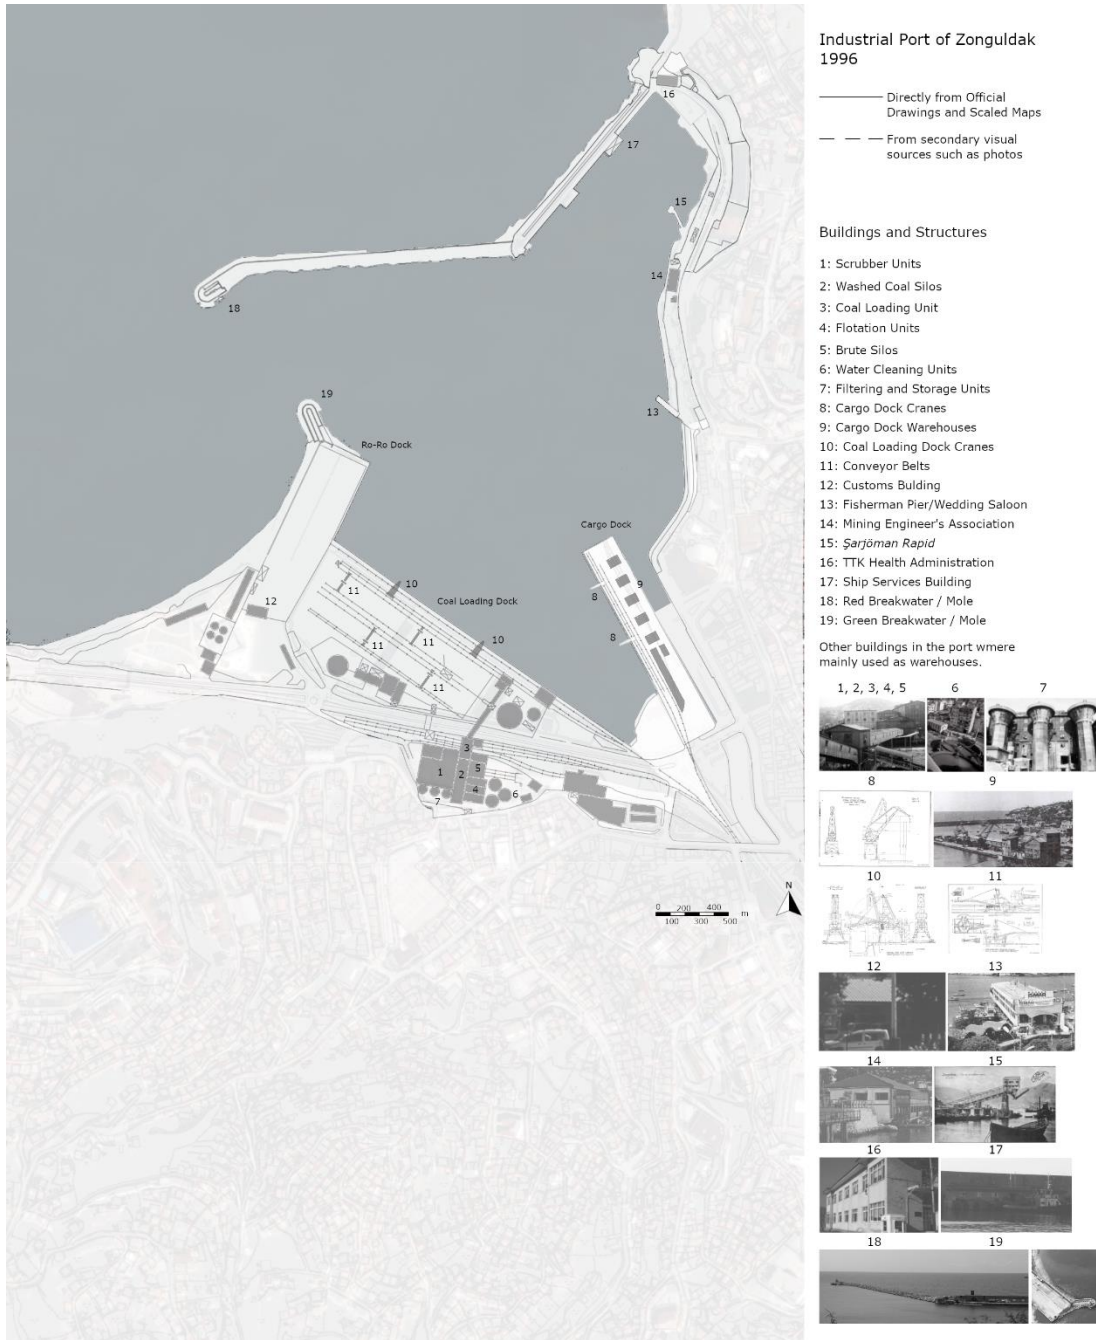 Industrial Port of Zonguldak
1996
Directly from Official
Drawings and Scaled Maps
From secondary visual
sources such as photos
Buildings and Structures
1: Scrubber Units
2: Washed Coal Silos
3: Coal Loading Unit
4: Flotation Units
5: Brute Silos
6: Water Cleaning Units
7: Filtering and Storage Units
8: Cargo Dock Cranes
9: Cargo Dock Warehouses
10: Coal Loading Dock Cranes
11: Conveyor Belts
12: Customs Bulding
13: Fisherman Pier/Wedding Saloon
14: Mining Engineer's Association
15: Şarjöman Rapid
16: TTK Health Administration
17: Ship Services Building
18: Red Breakwater / Mole
19: Green Breakwater / Mole
Other buildings in the port wmere
mainly used as warehouses.
1, 2, 3, 4, 5 6 7
8 9
10 11
12 13
14 15
16 17
18 19
16
17
15
14
18
19
13
Ro-Ro Dock
Cargo Dock
10
9
11
8
Coal Loading Dock
12
10
8
11
11
11
3
5
1
2
4
6
7
N
0 200 400 m
100 300 500